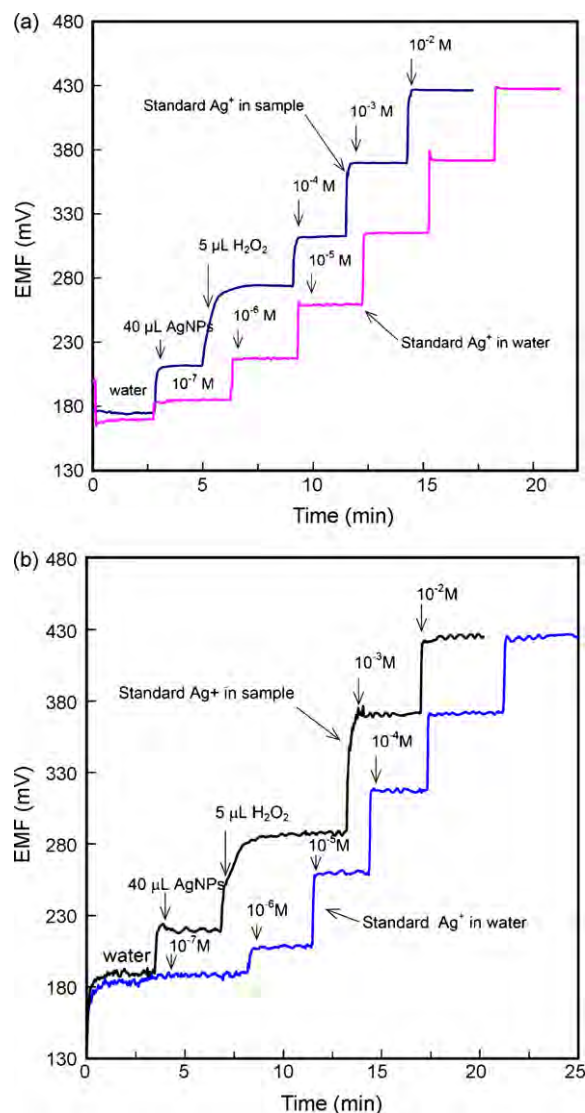 (a)
480
430
380
330
280
230
180
130
EMF (mV)
10⁻² M
Standard Ag⁺ in sample
10⁻³ M
10⁻⁴ M
5 µL H₂O₂
10⁻⁵ M
40 µL AgNPs
10⁻⁶ M
Standard Ag⁺ in water
water
10⁻⁷ M
0 5 10 15 20
Time (min)
(b)
480
430
380
330
280
230
180
130
EMF (mV)
10⁻²M
10⁻³M
Standard Ag+ in sample
10⁻⁴M
5 µL H₂O₂
10⁻⁵M
40 µL AgNPs
10⁻⁶M
Standard Ag⁺ in water
water
10⁻⁷M
0 5 10 15 20 25
Time (min)